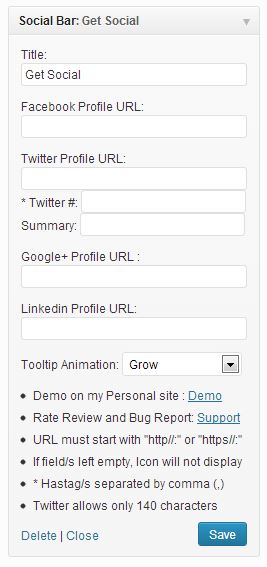 Social Bar: Get Social
Title:
Get Social
Facebook Profile URL:
Twitter Profile URL:
* Twitter #:
Summary:
Google+ Profile URL :
Linkedin Profile URL:
Tooltip Animation: Grow
Demo on my Personal site : Demo
Rate Review and Bug Report: Support
URL must start with "http//:" or "https//:"
If field/s left empty, Icon will not display
* Hastag/s separated by comma (,)
Twitter allows only 140 characters
Delete | Close Save